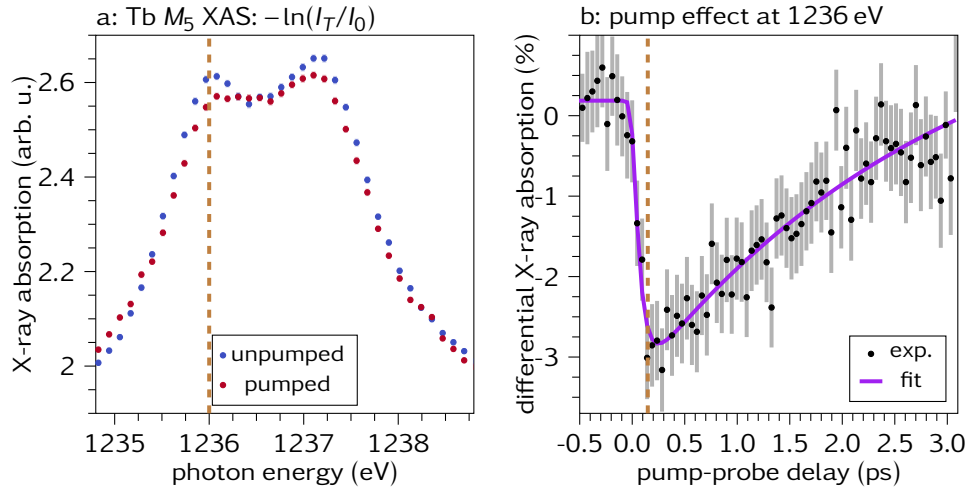 a: Tb M₅ XAS: −ln(I_T/I_0)
X-ray absorption (arb. u.)
2.6
2.4
2.2
2
unpumped
pumped
1235 1236 1237 1238
photon energy (eV)
b: pump effect at 1236 eV
differential X-ray absorption (%)
0
-1
-2
-3
exp.
fit
-0.5 0.0 0.5 1.0 1.5 2.0 2.5 3.0
pump-probe delay (ps)